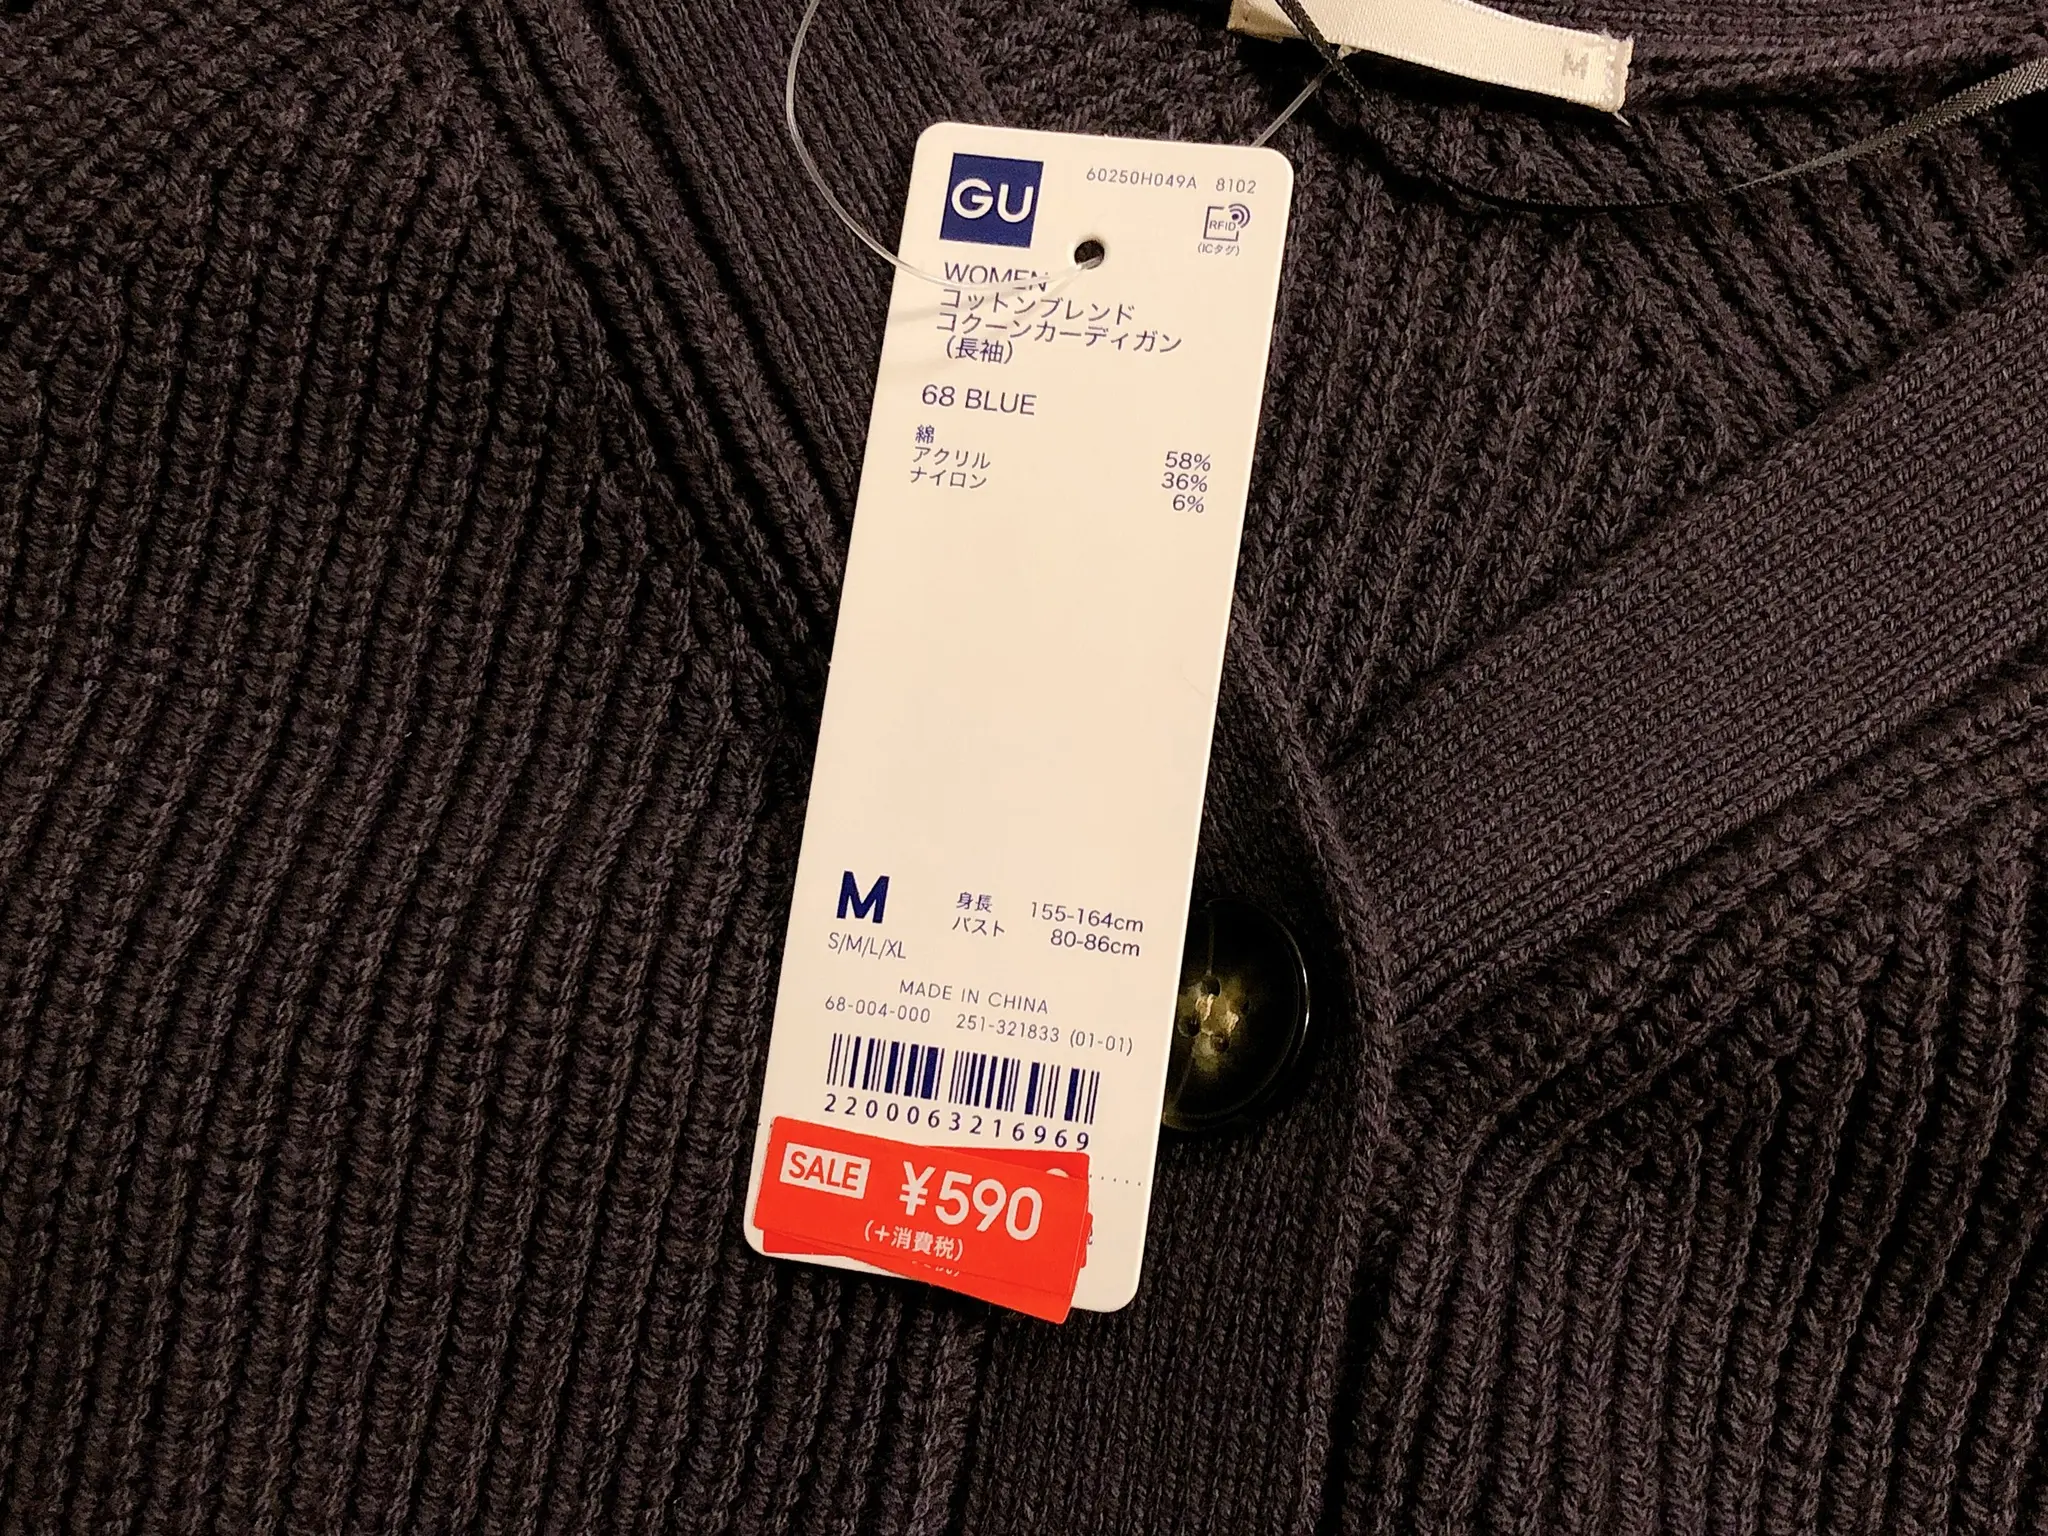 M
GU
60250H049A 8102
RFID
(ICタグ)
WOMEN
コットンブレンド
コクーンカーディガン
(長袖)
68 BLUE
綿 58%
アクリル 36%
ナイロン 6%
M 身長 155-164cm
S/M/L/XL バスト 80-86cm
MADE IN CHINA
68-004-000 251-321833 (01-01)
2200063216969
SALE ¥590
(+消費税)